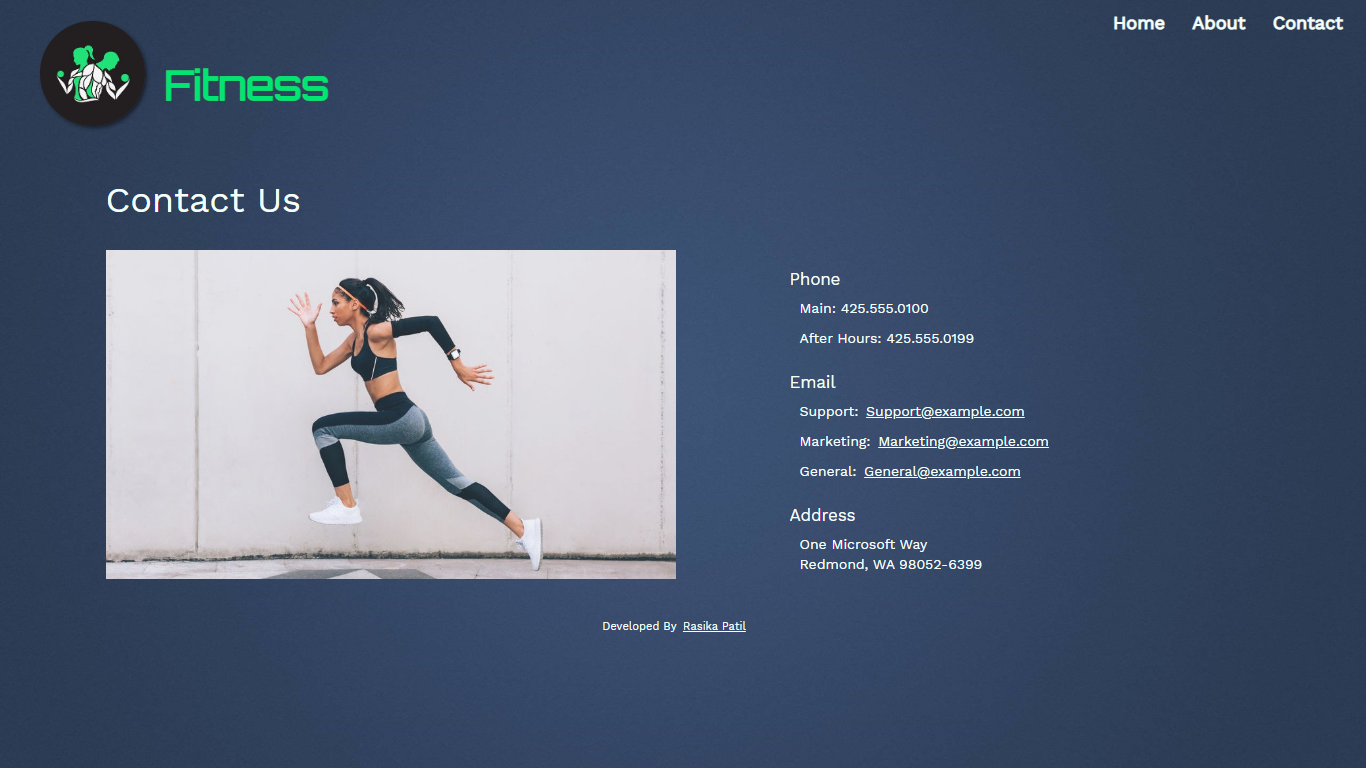 Home About Contact
Fitness
Contact Us
Phone
Main: 425.555.0100
After Hours: 425.555.0199
Email
Support: Support@example.com
Marketing: Marketing@example.com
General: General@example.com
Address
One Microsoft Way
Redmond, WA 98052-6399
Developed By Rasika Patil